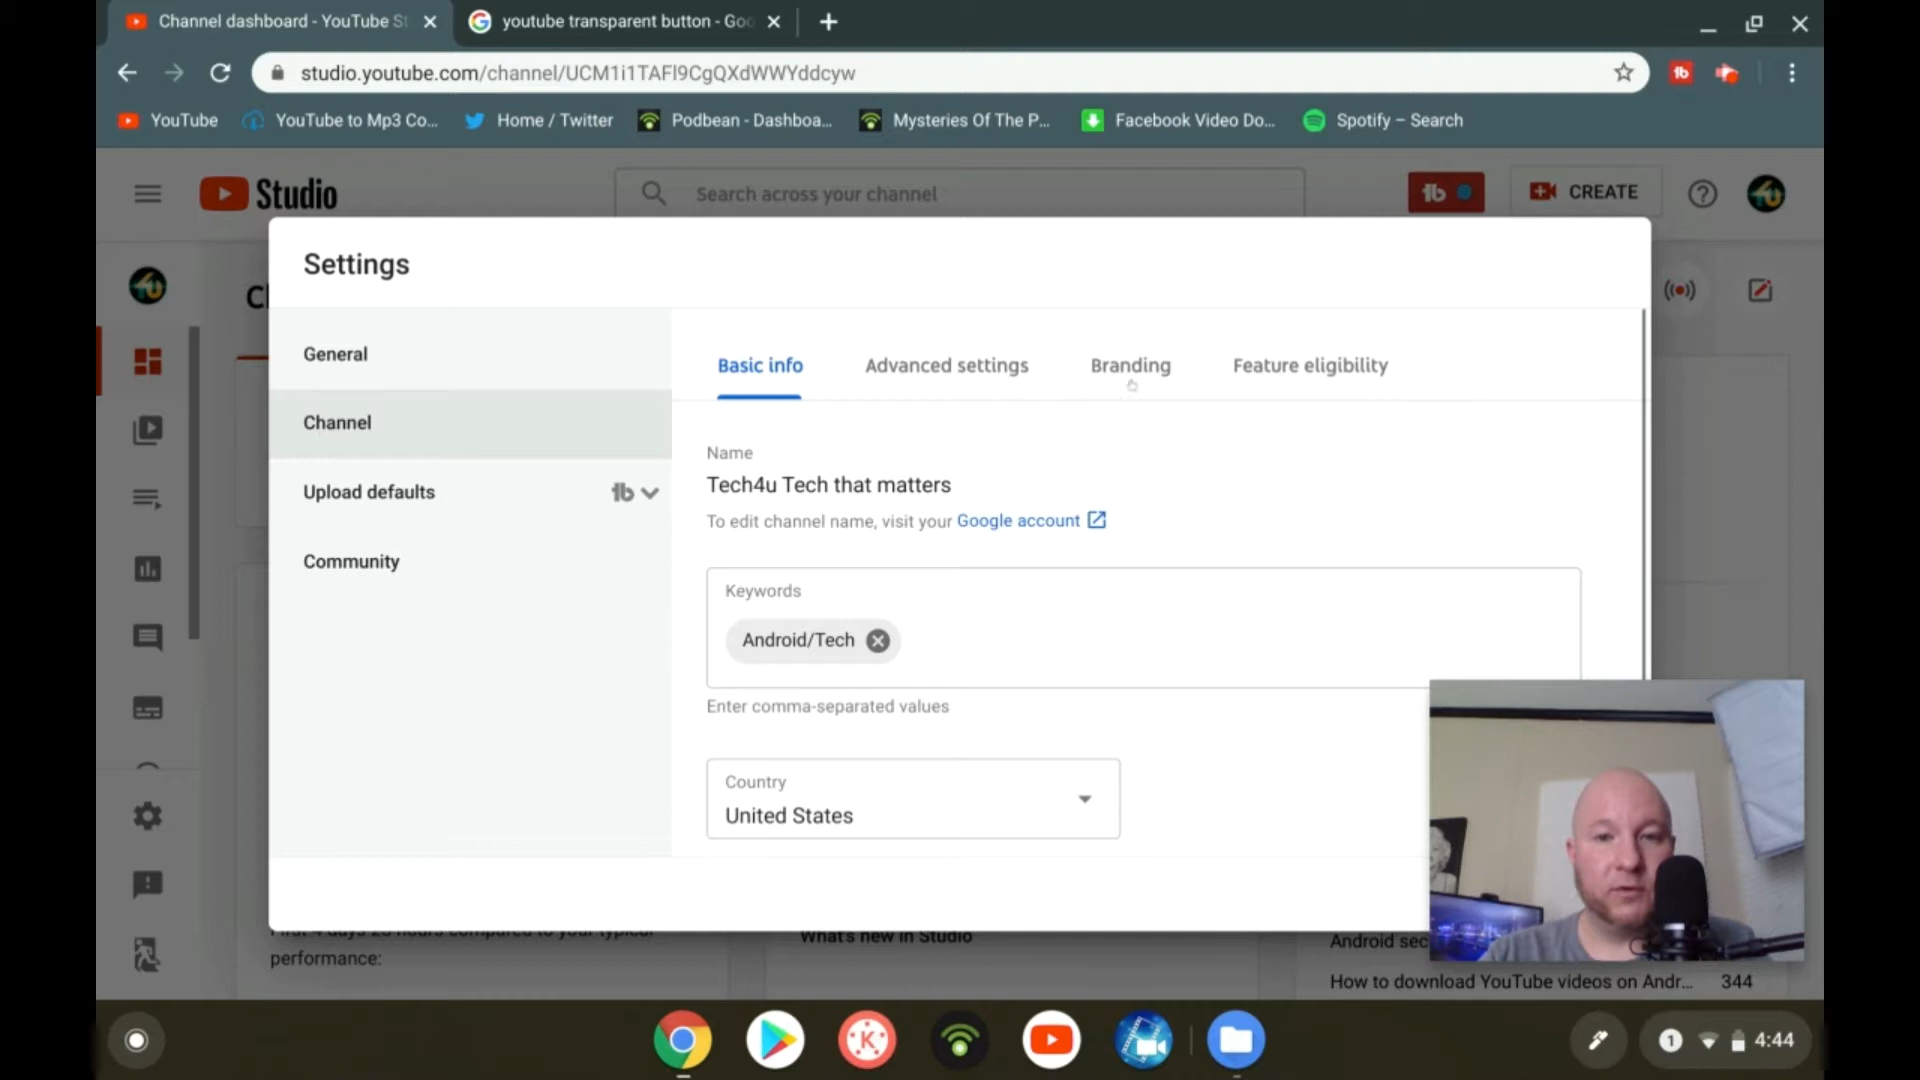 Channel dashboard - YouTube St
youtube transparent button - Goo
studio.youtube.com/channel/UCM1i1TAFl9CgQXdWWYddcyw
YouTube
YouTube to Mp3 Co...
Home / Twitter
Podbean - Dashboa...
Mysteries Of The P...
Facebook Video Do...
Spotify – Search
Studio
Search across your channel
CREATE
Settings
General
Channel
Upload defaults
Community
Basic info
Advanced settings
Branding
Feature eligibility
Name
Tech4u Tech that matters
To edit channel name, visit your Google account
Keywords
Android/Tech
Enter comma-separated values
Country
United States
What's new in Studio
performance:
Android sec
How to download YouTube videos on Andr... 344
1
4:44